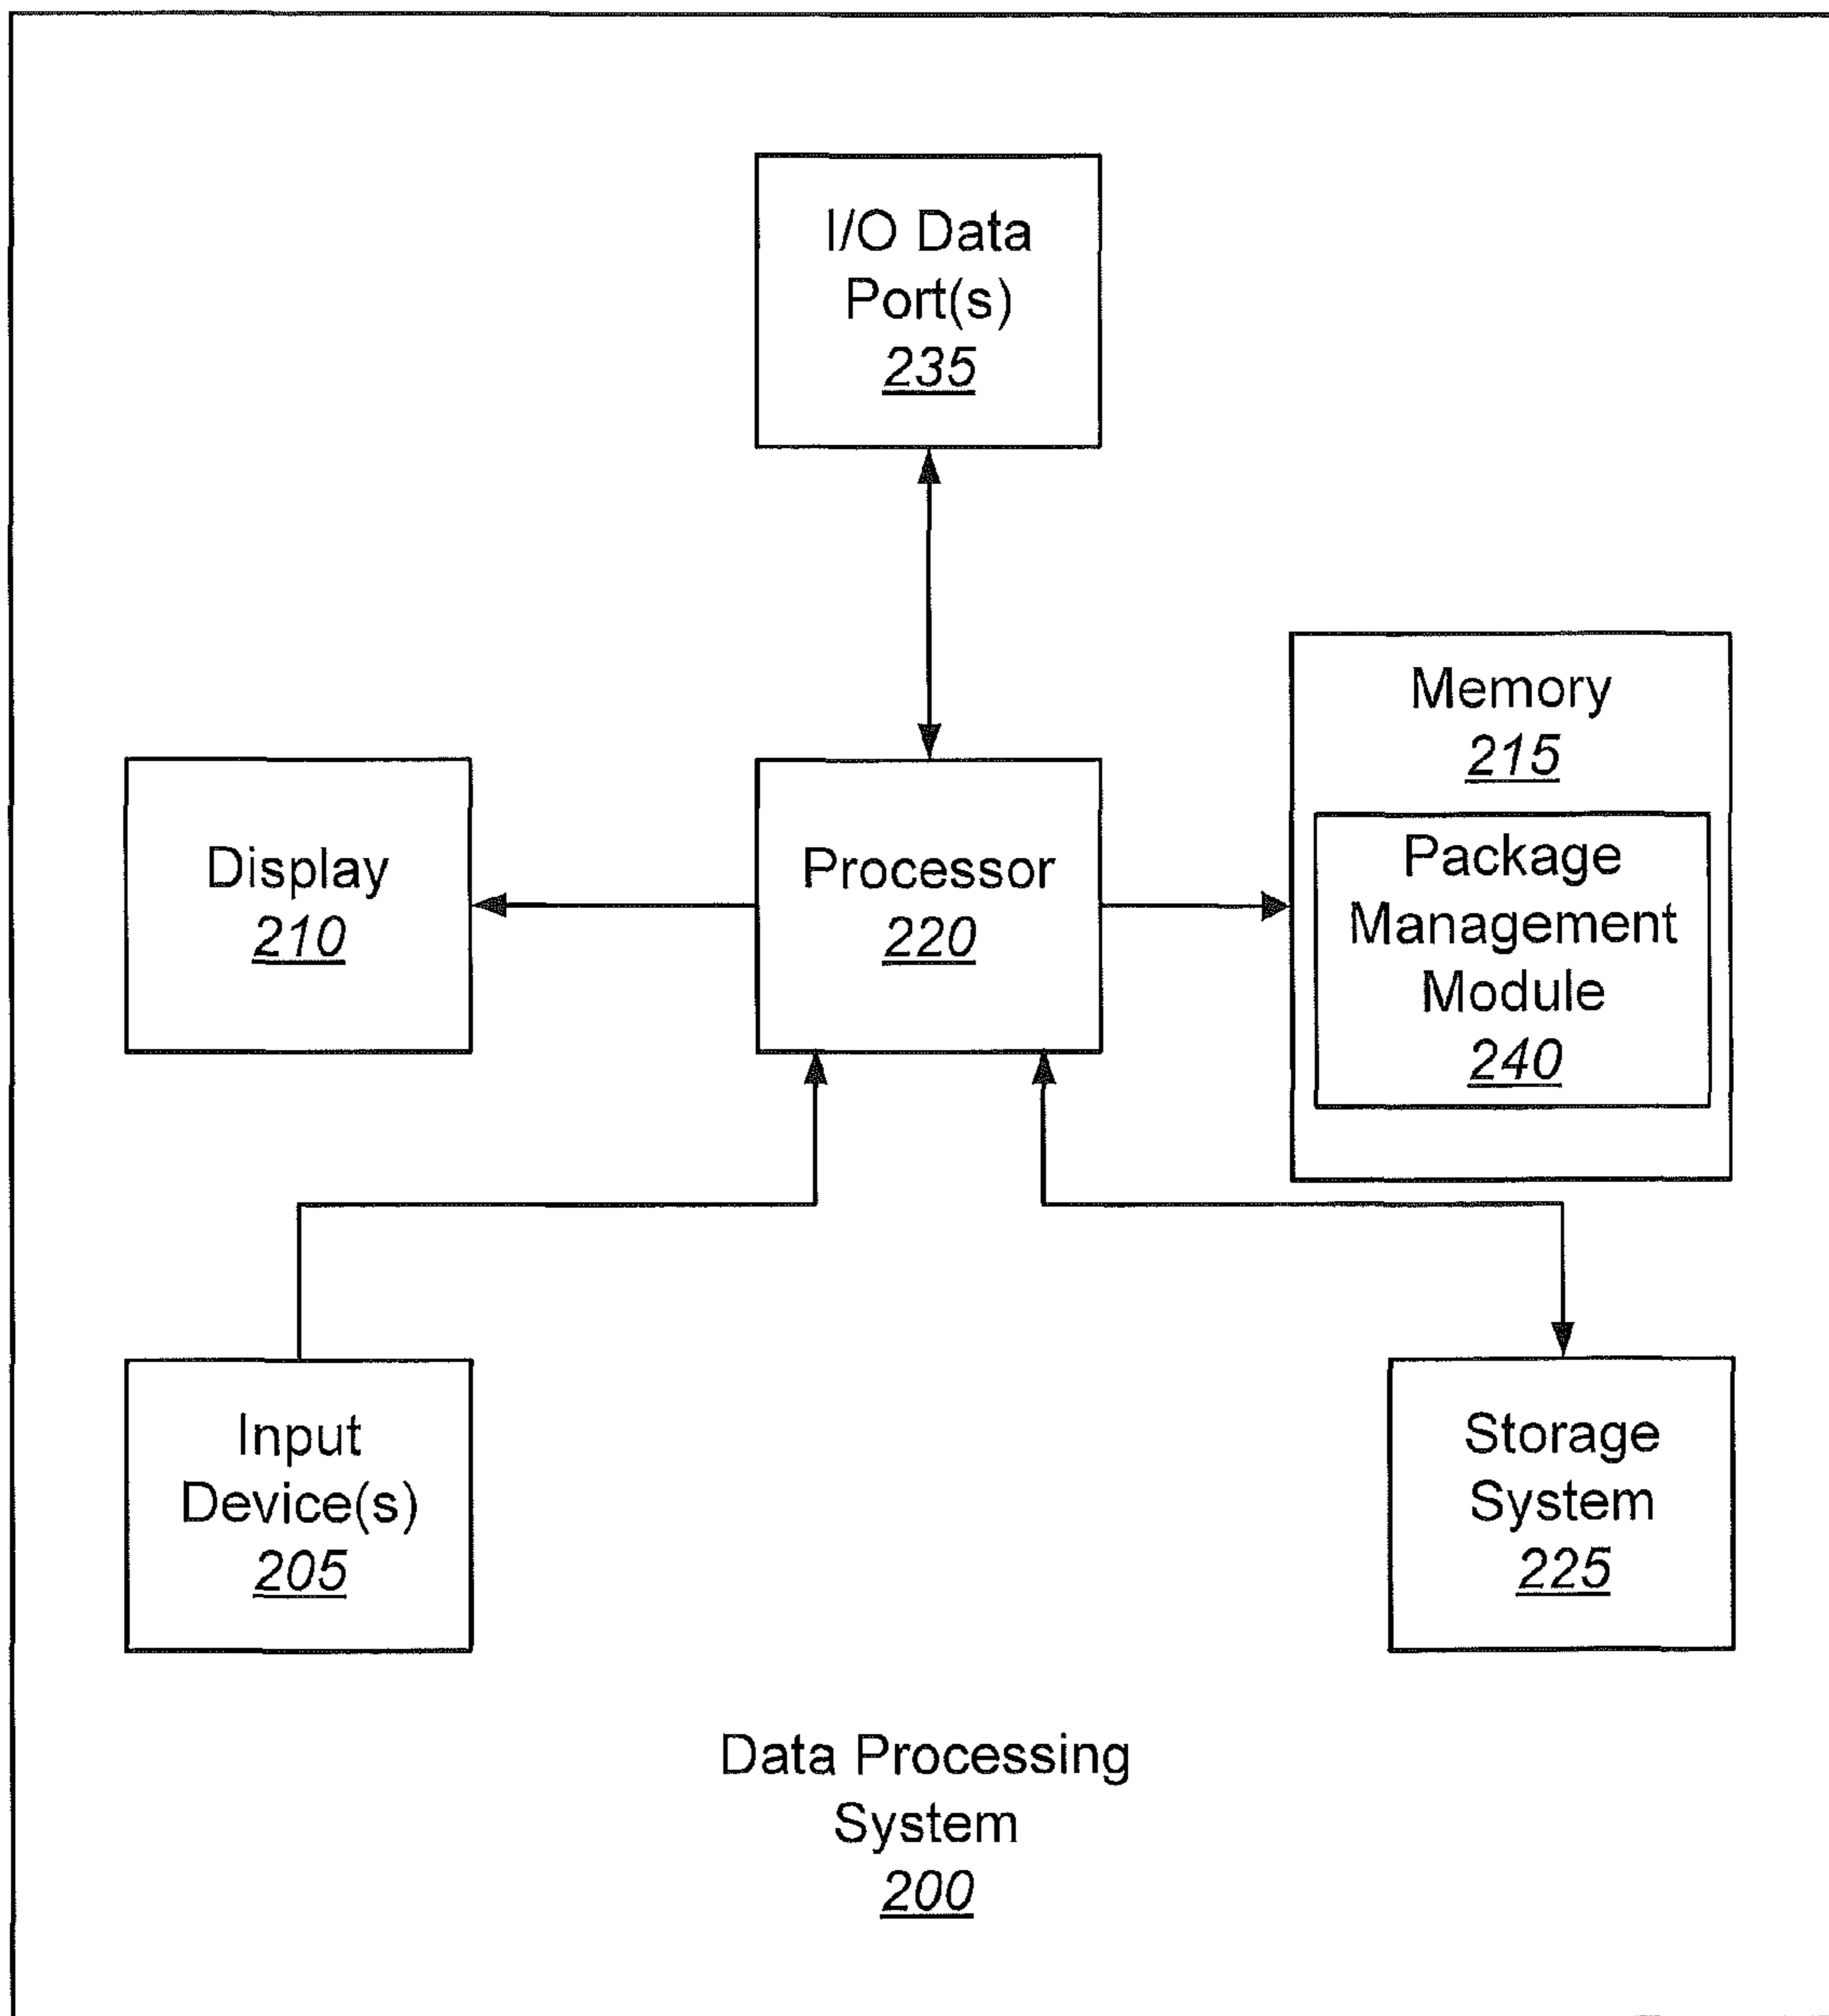 I/O Data
Port(s)
235
Memory
215
Package
Management
Module
240
Display
210
Processor
220
Input
Device(s)
205
Storage
System
225
Data Processing
System
200